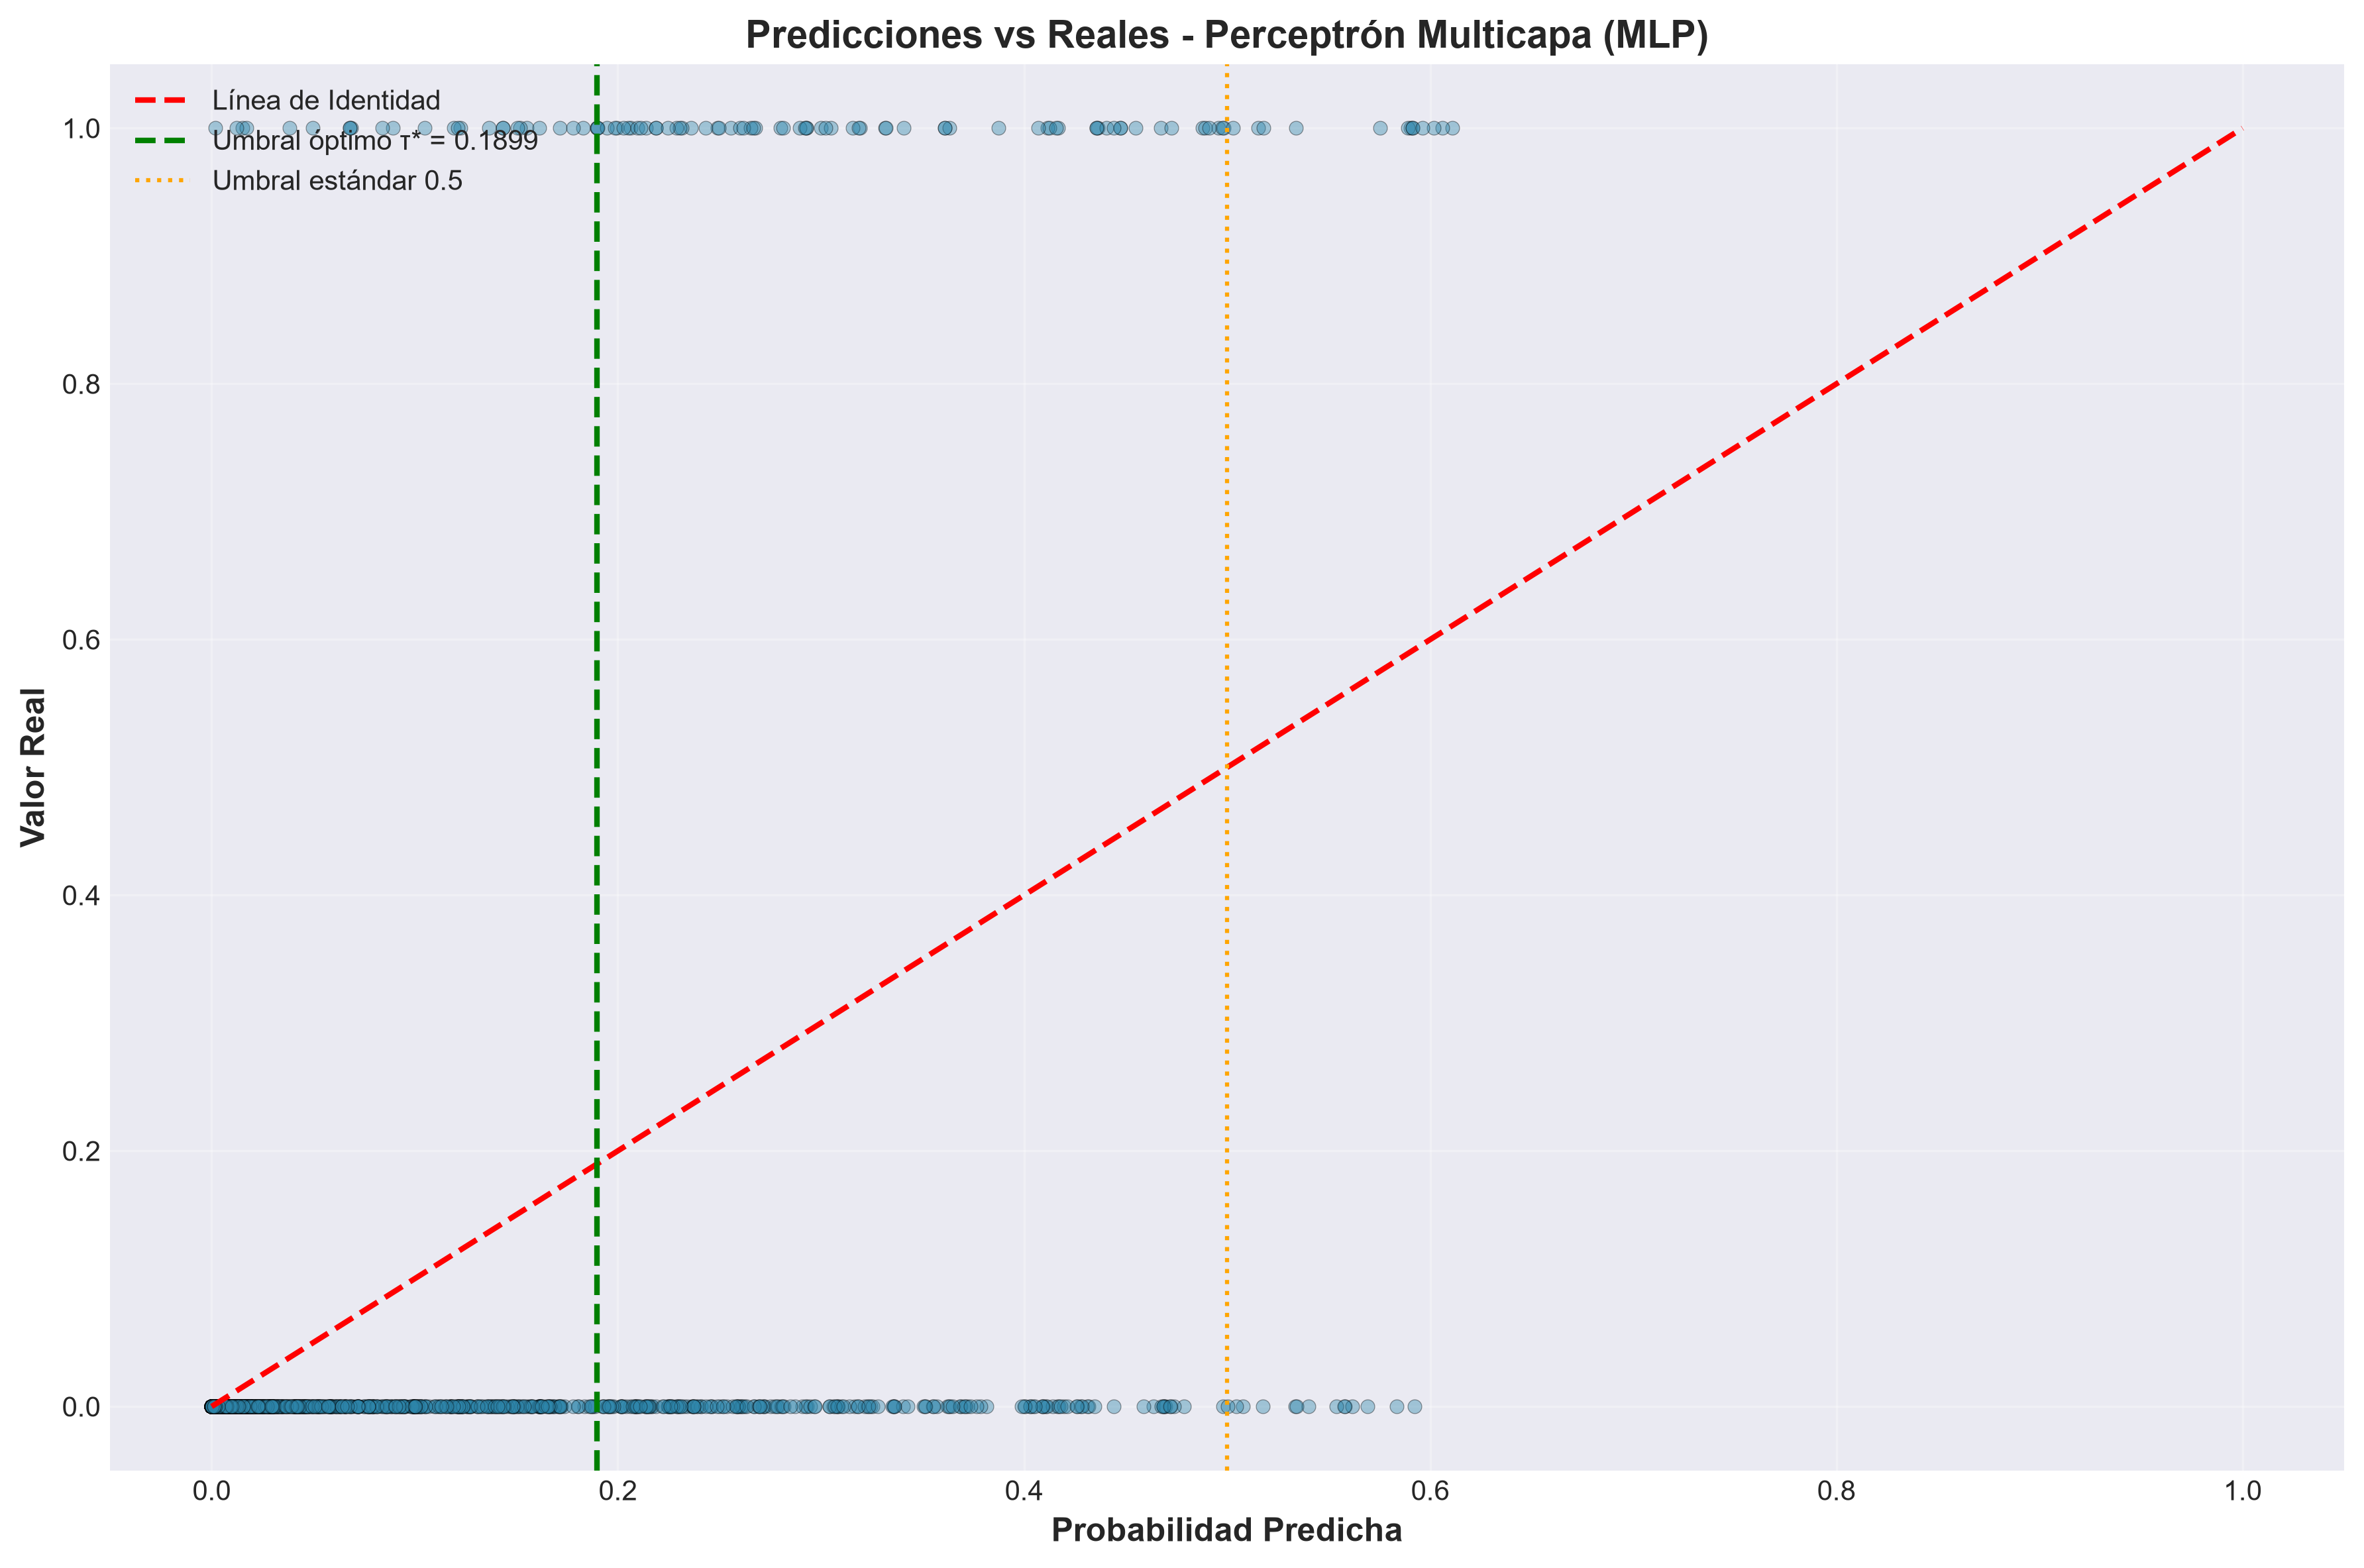 Predicciones vs Reales - Perceptrón Multicapa (MLP)
Línea de Identidad
Umbral óptimo τ* = 0.1899
Umbral estándar 0.5
1.0
0.8
0.6
0.4
0.2
0.0
Valor Real
0.0 0.2 0.4 0.6 0.8 1.0
Probabilidad Predicha